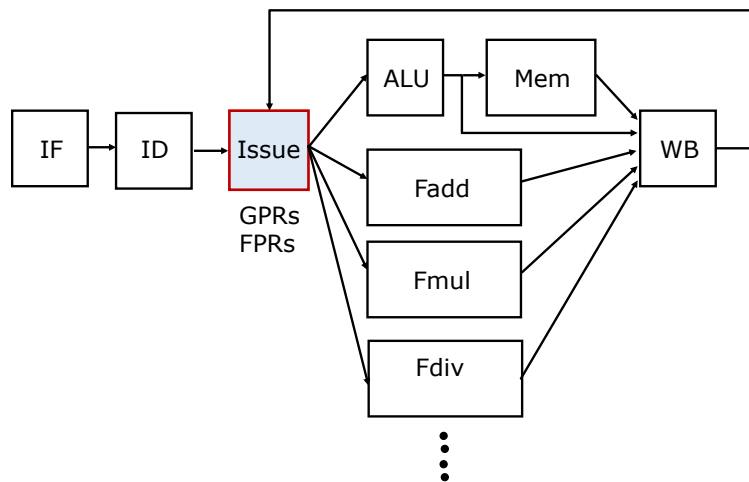 IF
ID
Issue
GPRs
FPRs
ALU
Mem
Fadd
Fmul
Fdiv
WB